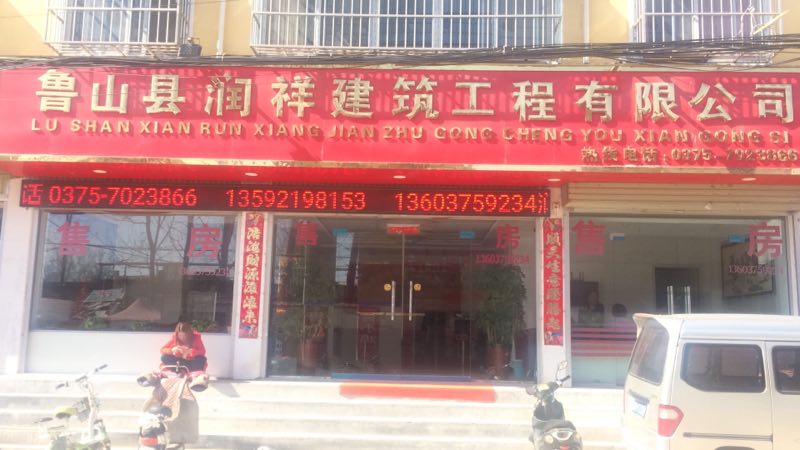 鲁山县润祥建筑工程有限公司
LU SHAN XIAN RUN XIANG JIAN ZHU GONG CHENG YOU XIAN GONG SI
热线电话:0375-7023866
话 0375-7023866 13592198153 13603759234
售 房
售 房
13603759234
售 房
13603759234